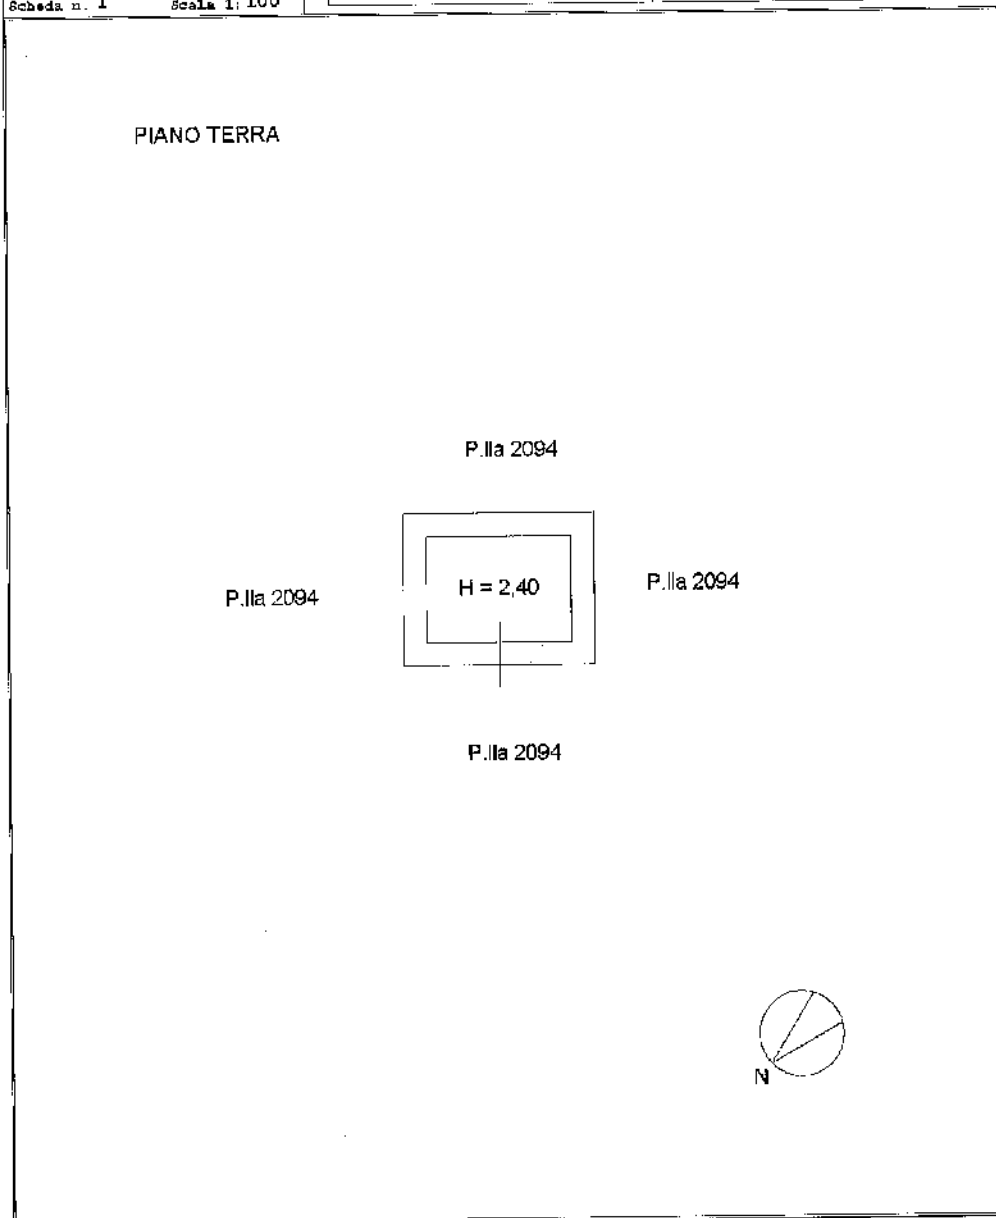 Scheda n. 1 Scala 1: 100
PIANO TERRA
P.lla 2094
P.lla 2094
H = 2,40
P.lla 2094
P.lla 2094
N